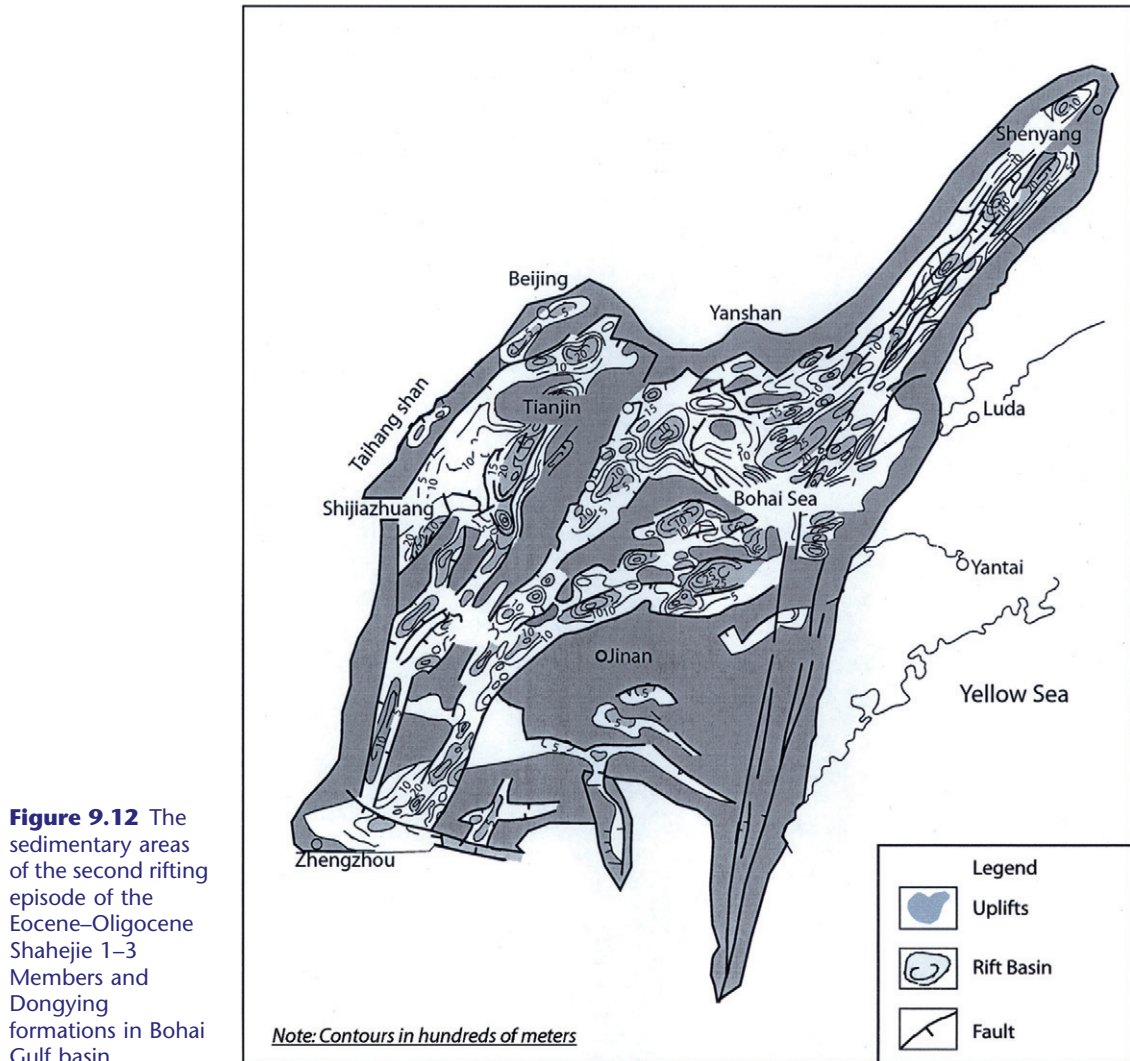 Shenyang
Beijing
Yanshan
Taihang shan
Tianjin
Luda
Shijiazhuang
Bohai Sea
Yantai
Jinan
Yellow Sea
Zhengzhou
Legend
Uplifts
Rift Basin
Fault
Note: Contours in hundreds of meters
Figure 9.12 The
sedimentary areas
of the second rifting
episode of the
Eocene–Oligocene
Shahejie 1–3
Members and
Dongying
formations in Bohai
Gulf basin